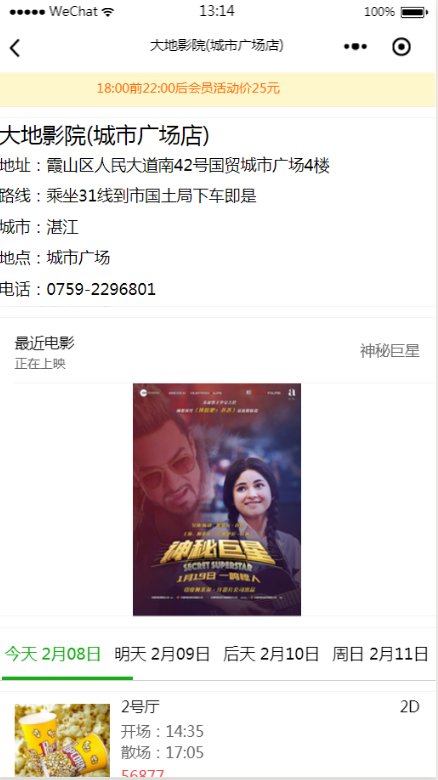 WeChat 13:14 100%
大地影院(城市广场店)
18:00前22:00后会员活动价25元
大地影院(城市广场店)
地址：霞山区人民大道南42号国贸城市广场4楼
路线：乘坐31线到市国土局下车即是
城市：湛江
地点：城市广场
电话：0759-2296801
最近电影
神秘巨星
正在上映
神秘巨星
SECRET SUPERSTAR
1月19日 一鸣惊人
今天 2月08日 明天 2月09日 后天 2月10日 周日 2月11日
2号厅 2D
开场：14:35
散场：17:05
56877